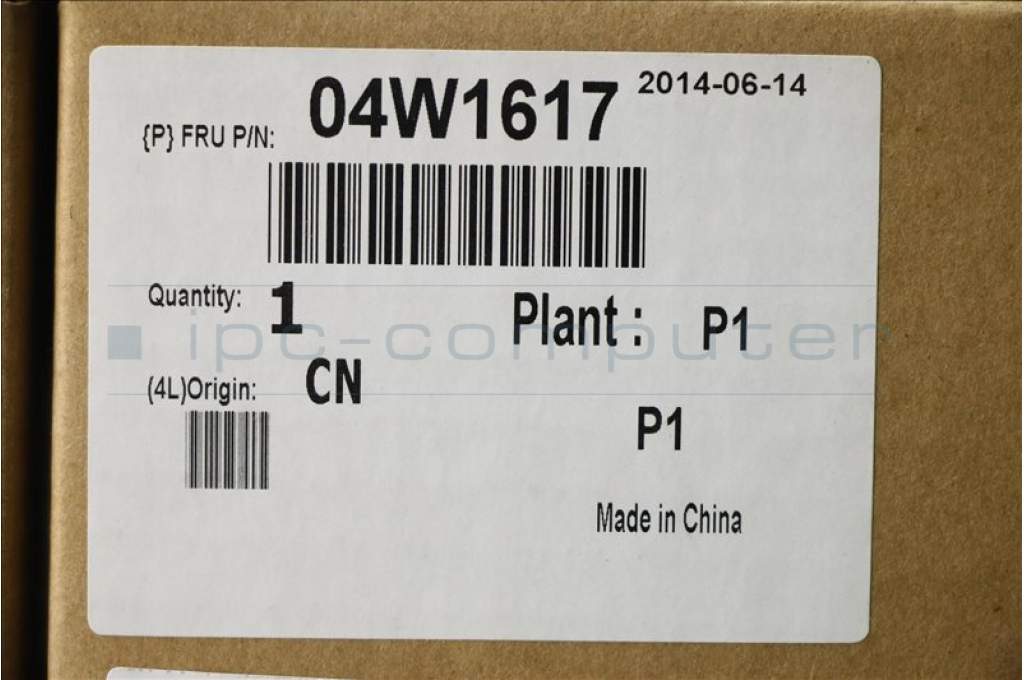 {P} FRU P/N: 04W1617 2014-06-14
Quantity: 1 Plant : P1
ipc-computer
(4L)Origin: CN
P1
Made in China